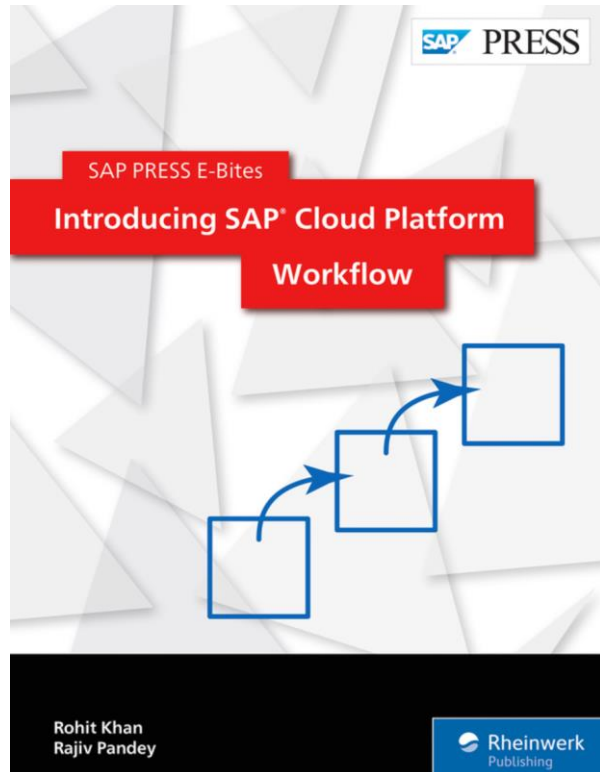 SAP PRESS
SAP PRESS E-Bites
Introducing SAP® Cloud Platform
Workflow
Rohit Khan
Rajiv Pandey
Rheinwerk
Publishing